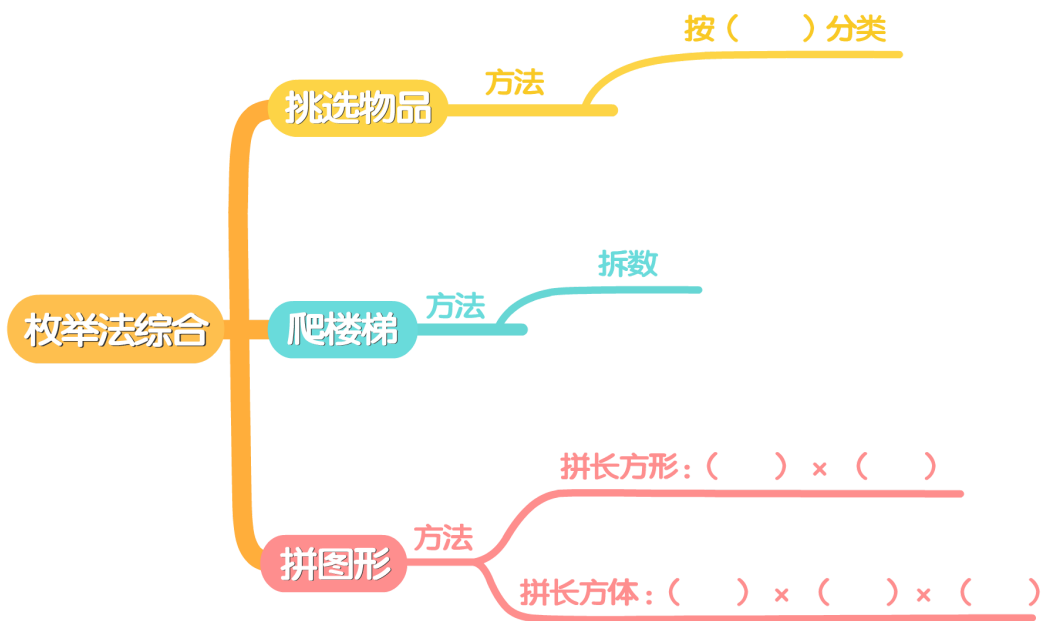 枚举法综合
挑选物品
方法
按（　　）分类
爬楼梯
方法
拆数
拼图形
方法
拼长方形:（　　）×（　　）
拼长方体:（　　）×（　　）×（　　）